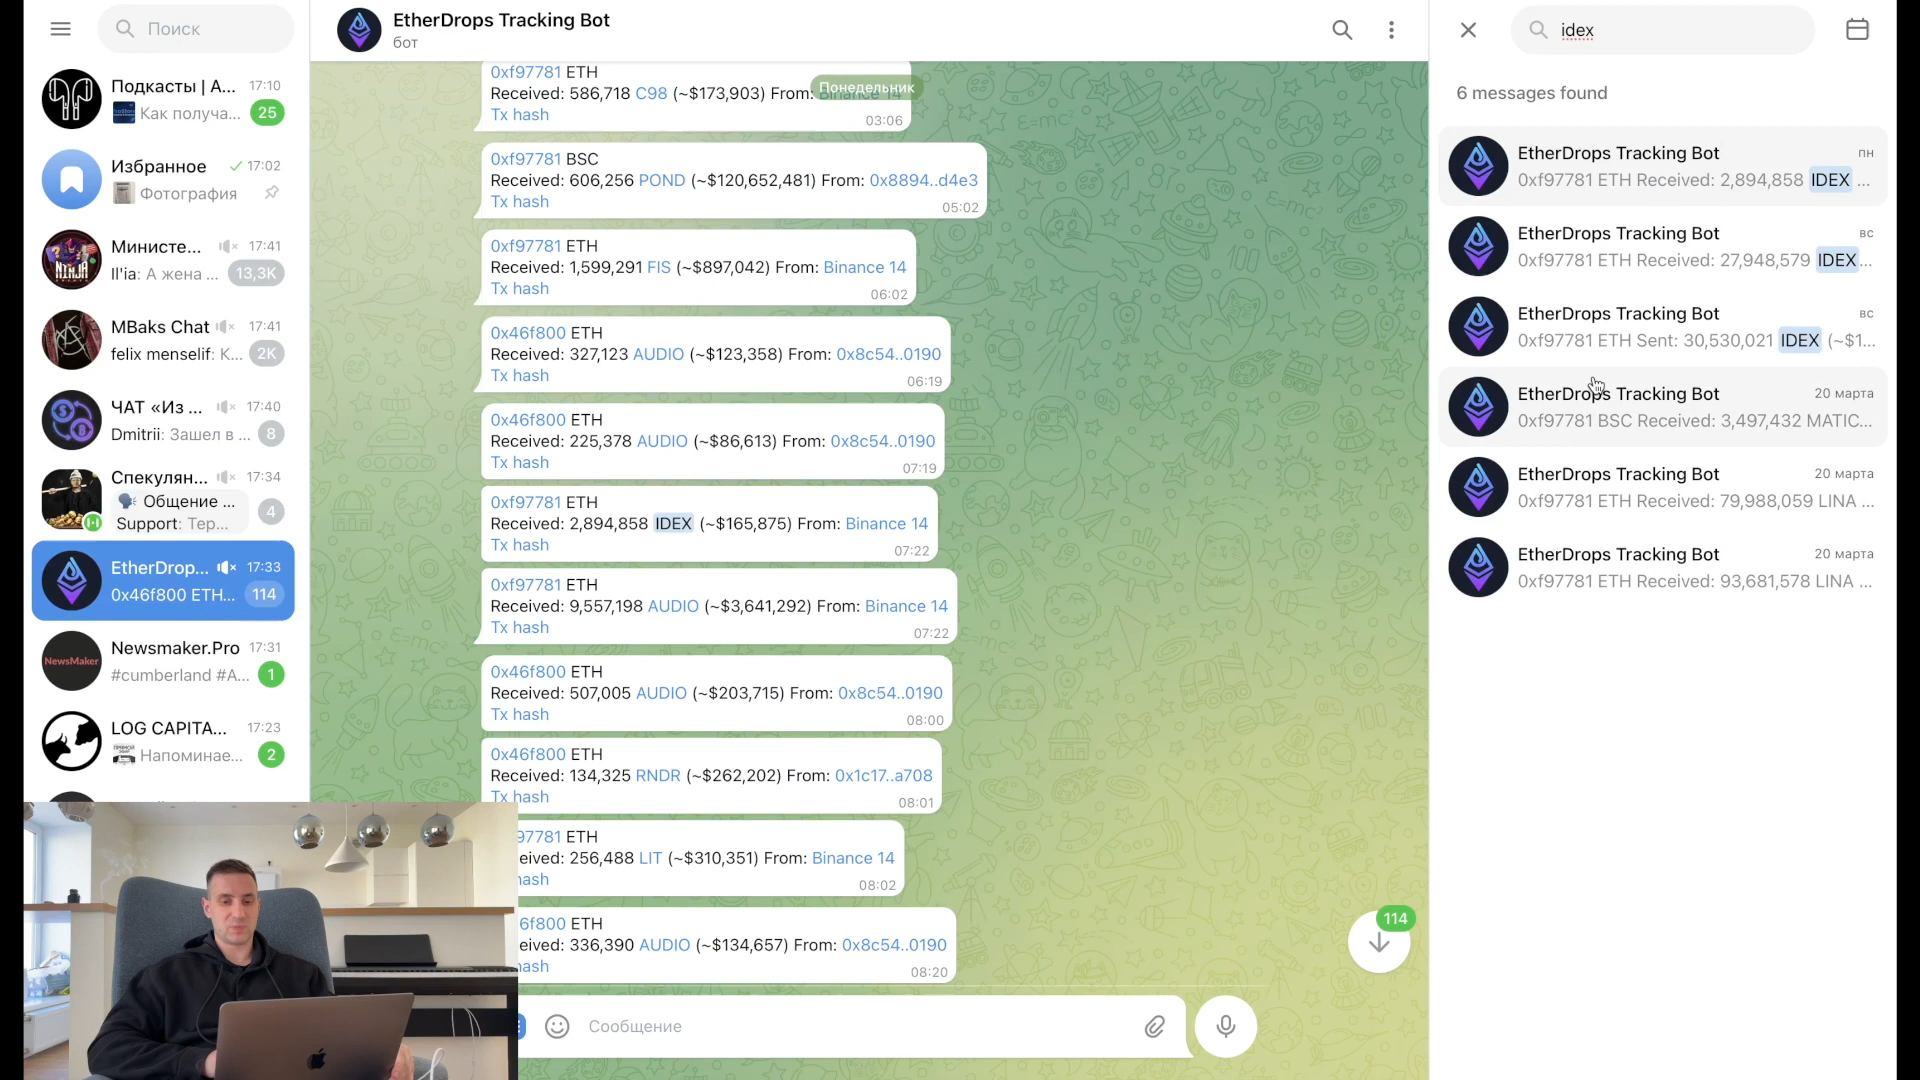 Поиск
Подкасты | A... 17:10
Как получа... 25
Избранное 17:02
Фотография
Министе... 17:41
Il'ia: А жена ... 13,3K
MBaks Chat 17:41
felix menselif: К... 2K
ЧАТ «Из ... 17:40
Dmitrii: Зашел в ... 8
Спекулян... 17:34
Общение ...
Support: Тер... 4
EtherDrop... 17:33
0x46f800 ETH... 114
Newsmaker.Pro 17:31
#cumberland #A... 1
LOG CAPITA... 17:23
Напоминае... 2
NINJA
NewsMaker
EtherDrops Tracking Bot
бот
Понедельник
0xf97781 ETH
Received: 586,718 C98 (~$173,903) From: Binance 14
Tx hash
03:06
0xf97781 BSC
Received: 606,256 POND (~$120,652,481) From: 0x8894..d4e3
Tx hash
05:02
0xf97781 ETH
Received: 1,599,291 FIS (~$897,042) From: Binance 14
Tx hash
06:02
0x46f800 ETH
Received: 327,123 AUDIO (~$123,358) From: 0x8c54..0190
Tx hash
06:19
0x46f800 ETH
Received: 225,378 AUDIO (~$86,613) From: 0x8c54..0190
Tx hash
07:19
0xf97781 ETH
Received: 2,894,858 IDEX (~$165,875) From: Binance 14
Tx hash
07:22
0xf97781 ETH
Received: 9,557,198 AUDIO (~$3,641,292) From: Binance 14
Tx hash
07:22
0x46f800 ETH
Received: 507,005 AUDIO (~$203,715) From: 0x8c54..0190
Tx hash
08:00
0x46f800 ETH
Received: 134,325 RNDR (~$262,202) From: 0x1c17..a708
Tx hash
08:01
97781 ETH
eived: 256,488 LIT (~$310,351) From: Binance 14
hash
08:02
6f800 ETH
eived: 336,390 AUDIO (~$134,657) From: 0x8c54..0190
hash
08:20
114
Сообщение
idex
6 messages found
EtherDrops Tracking Bot пн
0xf97781 ETH Received: 2,894,858 IDEX ...
EtherDrops Tracking Bot вс
0xf97781 ETH Received: 27,948,579 IDEX...
EtherDrops Tracking Bot вс
0xf97781 ETH Sent: 30,530,021 IDEX (~$1...
EtherDrops Tracking Bot 20 марта
0xf97781 BSC Received: 3,497,432 MATIC...
EtherDrops Tracking Bot 20 марта
0xf97781 ETH Received: 79,988,059 LINA ...
EtherDrops Tracking Bot 20 марта
0xf97781 ETH Received: 93,681,578 LINA ...